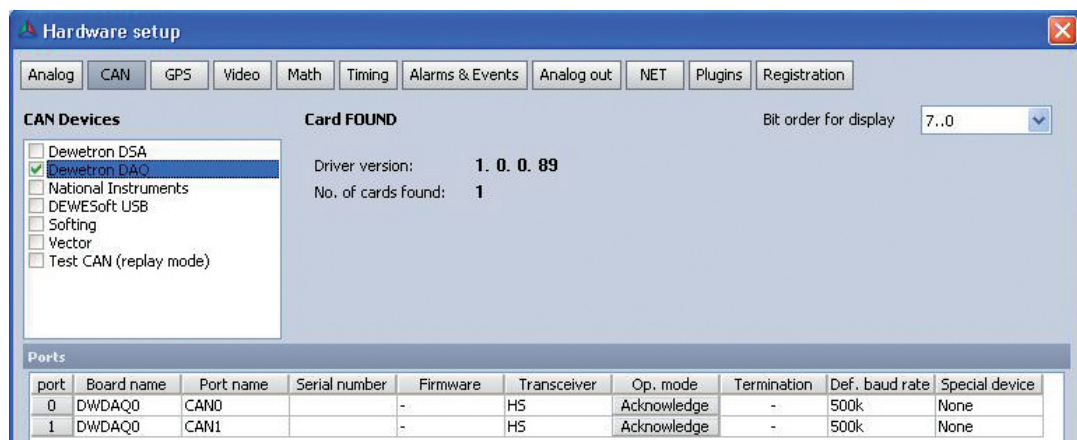 Hardware setup
Analog CAN GPS Video Math Timing Alarms & Events Analog out NET Plugins Registration
CAN Devices
Card FOUND
Bit order for display 7..0
Dewetron DSA
Dewetron DAQ
National Instruments
DEWESoft USB
Softing
Vector
Test CAN (replay mode)
Driver version: 1. 0. 0. 89
No. of cards found: 1
Ports
port Board name Port name Serial number Firmware Transceiver Op. mode Termination Def. baud rate Special device
0 DWDAQ0 CAN0 - HS Acknowledge - 500k None
1 DWDAQ0 CAN1 - HS Acknowledge - 500k None